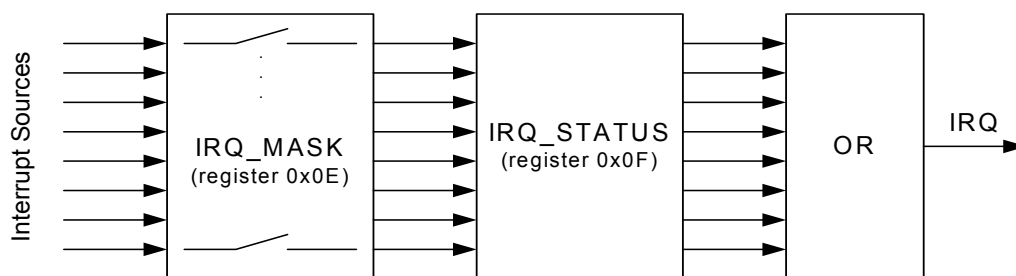 Interrupt Sources
IRQ_MASK
(register 0x0E)
IRQ_STATUS
(register 0x0F)
OR
IRQ